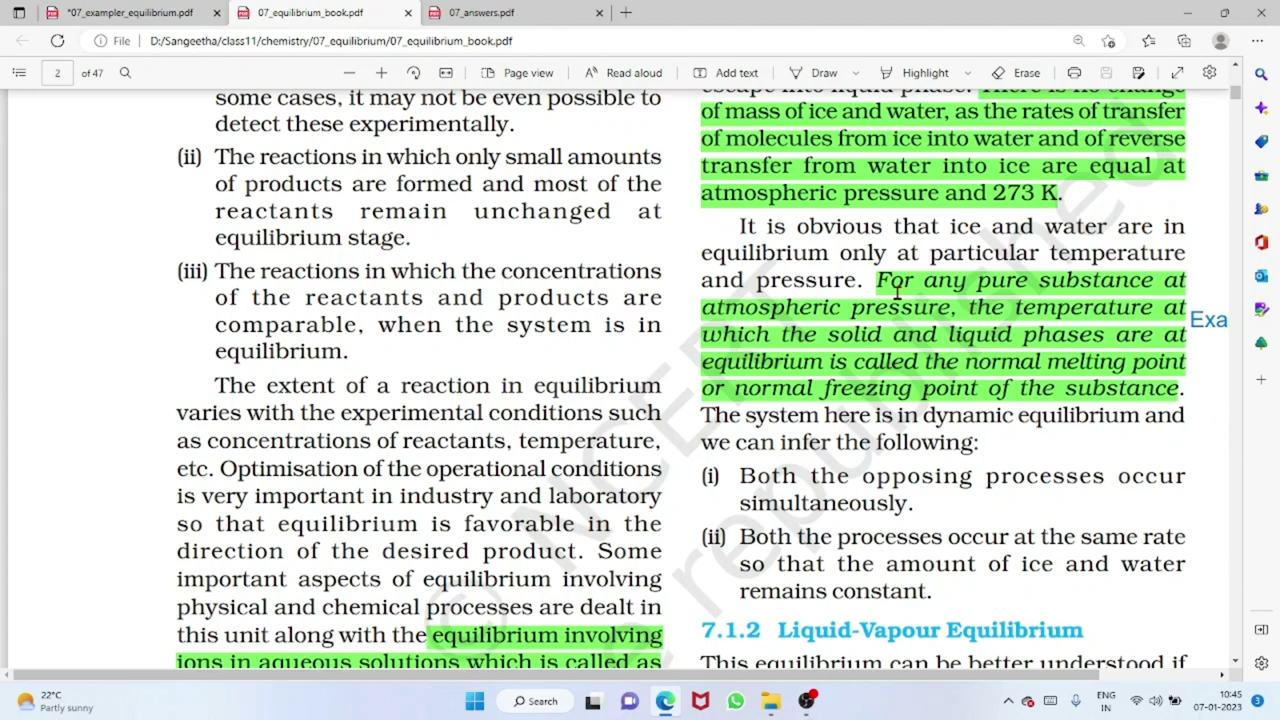 *07_exampler_equilibrium.pdf
07_equilibrium_book.pdf
07_answers.pdf
File
D:/Sangeetha/class11/chemistry/07_equilibrium/07_equilibrium_book.pdf
2 of 47
Page view
Read aloud
Add text
Draw
Highlight
Erase
some cases, it may not be even possible to
detect these experimentally.
(ii) The reactions in which only small amounts
of products are formed and most of the
reactants remain unchanged at
equilibrium stage.
(iii) The reactions in which the concentrations
of the reactants and products are
comparable, when the system is in
equilibrium.
The extent of a reaction in equilibrium
varies with the experimental conditions such
as concentrations of reactants, temperature,
etc. Optimisation of the operational conditions
is very important in industry and laboratory
so that equilibrium is favorable in the
direction of the desired product. Some
important aspects of equilibrium involving
physical and chemical processes are dealt in
this unit along with the equilibrium involving
ions in aqueous solutions which is called as
escape into liquid phase. There is no change
of mass of ice and water, as the rates of transfer
of molecules from ice into water and of reverse
transfer from water into ice are equal at
atmospheric pressure and 273 K.
It is obvious that ice and water are in
equilibrium only at particular temperature
and pressure. For any pure substance at
atmospheric pressure, the temperature at
which the solid and liquid phases are at
equilibrium is called the normal melting point
or normal freezing point of the substance.
The system here is in dynamic equilibrium and
we can infer the following:
(i) Both the opposing processes occur
simultaneously.
(ii) Both the processes occur at the same rate
so that the amount of ice and water
remains constant.
7.1.2 Liquid-Vapour Equilibrium
This equilibrium can be better understood if
Exa
© NCERT
republished
22°C
Partly sunny
Search
ENG
IN
10:45
07-01-2023
3